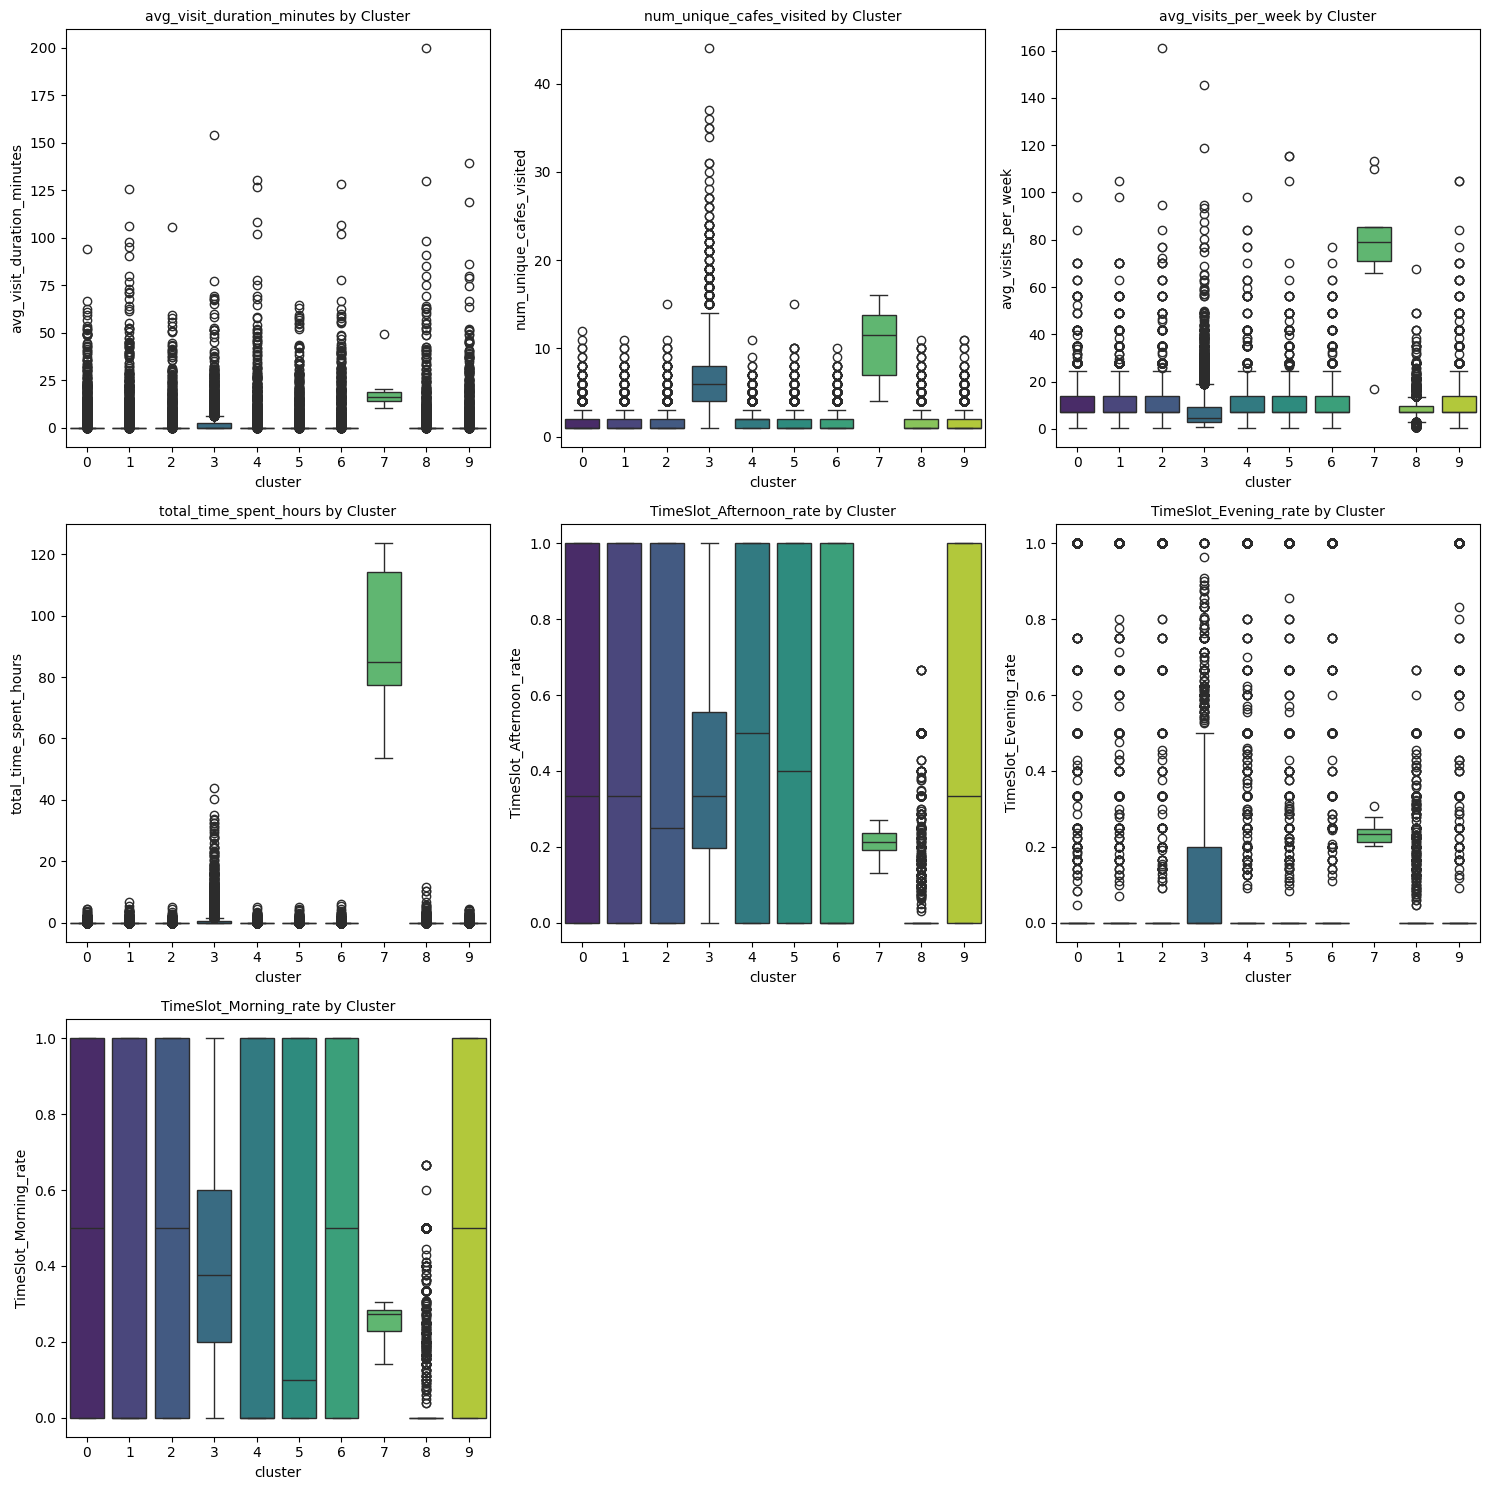 avg_visit_duration_minutes by Cluster
avg_visit_duration_minutes
200
175
150
125
100
75
50
25
0
0 1 2 3 4 5 6 7 8 9
cluster
num_unique_cafes_visited by Cluster
num_unique_cafes_visited
40
30
20
10
0
0 1 2 3 4 5 6 7 8 9
cluster
avg_visits_per_week by Cluster
avg_visits_per_week
160
140
120
100
80
60
40
20
0
0 1 2 3 4 5 6 7 8 9
cluster
total_time_spent_hours by Cluster
total_time_spent_hours
120
100
80
60
40
20
0
0 1 2 3 4 5 6 7 8 9
cluster
TimeSlot_Afternoon_rate by Cluster
TimeSlot_Afternoon_rate
1.0
0.8
0.6
0.4
0.2
0.0
0 1 2 3 4 5 6 7 8 9
cluster
TimeSlot_Evening_rate by Cluster
TimeSlot_Evening_rate
1.0
0.8
0.6
0.4
0.2
0.0
0 1 2 3 4 5 6 7 8 9
cluster
TimeSlot_Morning_rate by Cluster
TimeSlot_Morning_rate
1.0
0.8
0.6
0.4
0.2
0.0
0 1 2 3 4 5 6 7 8 9
cluster